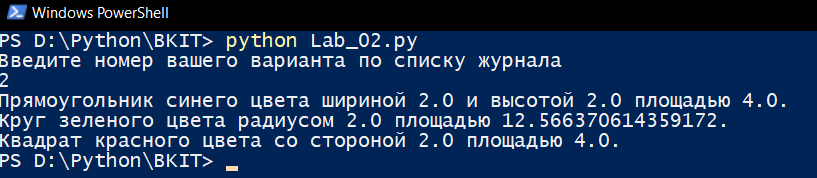 Windows PowerShell
PS D:\Python\BKIT> python Lab_02.py
Введите номер вашего варианта по списку журнала
2
Прямоугольник синего цвета шириной 2.0 и высотой 2.0 площадью 4.0.
Круг зеленого цвета радиусом 2.0 площадью 12.566370614359172.
Квадрат красного цвета со стороной 2.0 площадью 4.0.
PS D:\Python\BKIT>